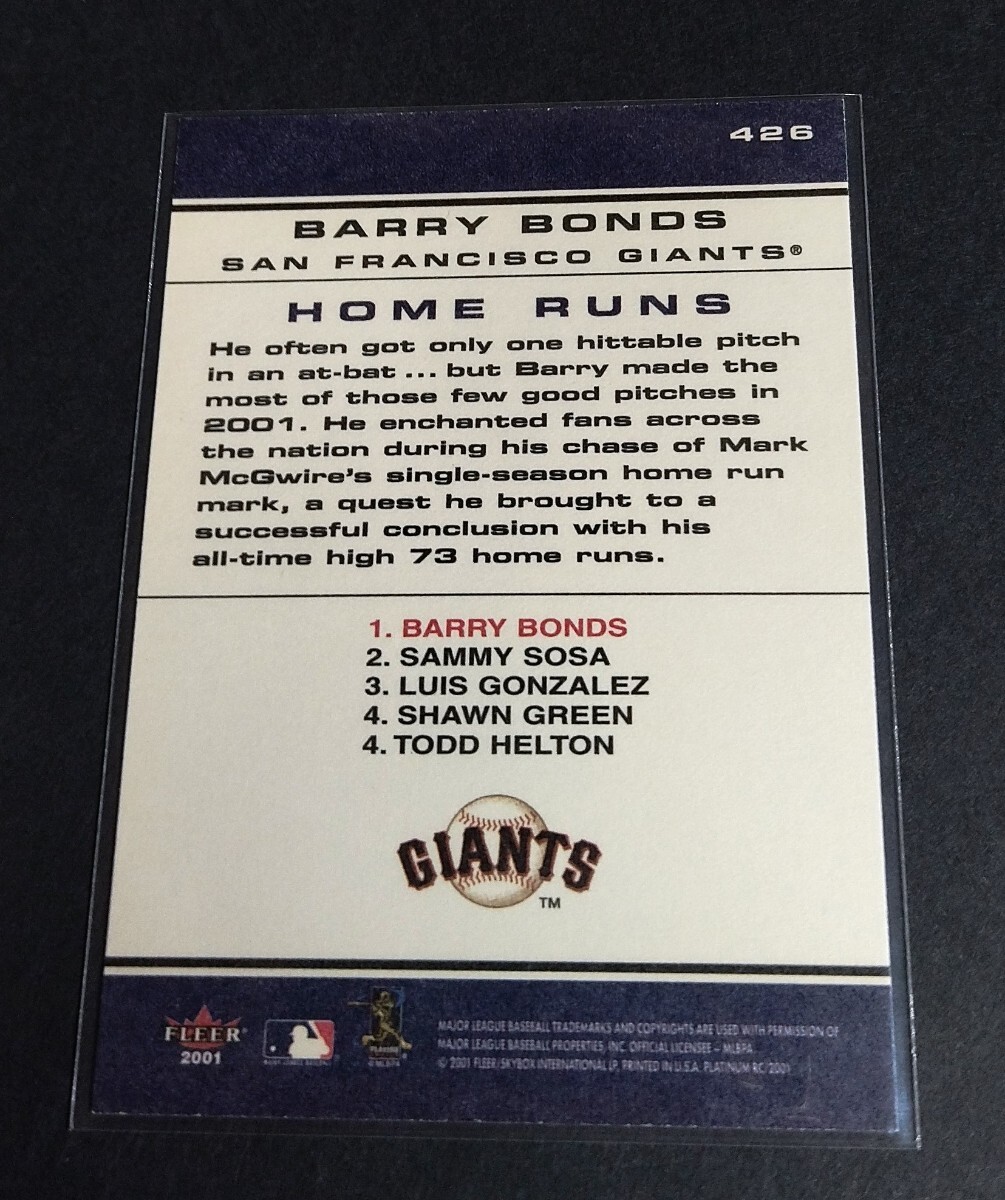 426
BARRY BONDS
SAN FRANCISCO GIANTS®
HOME RUNS
He often got only one hittable pitch
in an at-bat ... but Barry made the
most of those few good pitches in
2001. He enchanted fans across
the nation during his chase of Mark
McGwire's single-season home run
mark, a quest he brought to a
successful conclusion with his
all-time high 73 home runs.
1. BARRY BONDS
2. SAMMY SOSA
3. LUIS GONZALEZ
4. SHAWN GREEN
4. TODD HELTON
GIANTS
TM
FLEER®
2001
PLAYERS
MAJOR LEAGUE BASEBALL TRADEMARKS AND COPYRIGHTS ARE USED WITH PERMISSION OF
MAJOR LEAGUE BASEBALL PROPERTIES, INC. OFFICIAL LICENSEE – MLBPA
© 2001 FLEER/SKYBOX INTERNATIONAL LP. PRINTED IN U.S.A. PLATINUM RC/2001